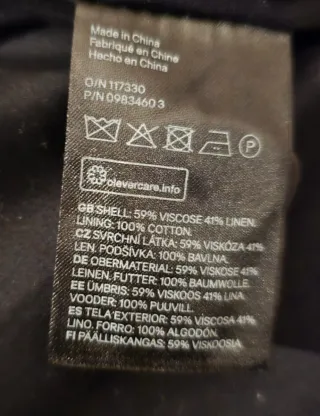 Made in China
Fabriqué en Chine
Hecho en China
O/N 117330
P/N 0983460 3
P
clevercare.info
GB SHELL: 59% VISCOSE 41% LINEN.
LINING: 100% COTTON.
CZ SVRCHNÍ LÁTKA: 59% VISKÓZA 41%
LEN. PODŠÍVKA: 100% BAVLNA.
DE OBERMATERIAL: 59% VISKOSE 41%
LEINEN. FUTTER: 100% BAUMWOLLE.
EE ÜMBRIS: 59% VISKOOS 41% LINA.
VOODER: 100% PUUVILL.
ES TELA EXTERIOR: 59% VISCOSA 41%
LINO. FORRO: 100% ALGODÓN.
FI PÄÄLLISKANGAS: 59% VISKOOSIA